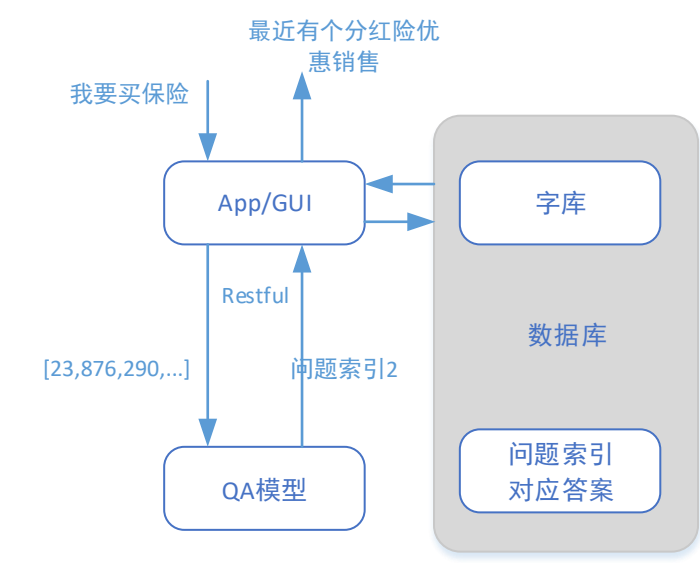 最近有个分红险优
惠销售
我要买保险
App/GUI
字库
Restful
数据库
[23,876,290,...]
问题索引2
QA模型
问题索引
对应答案